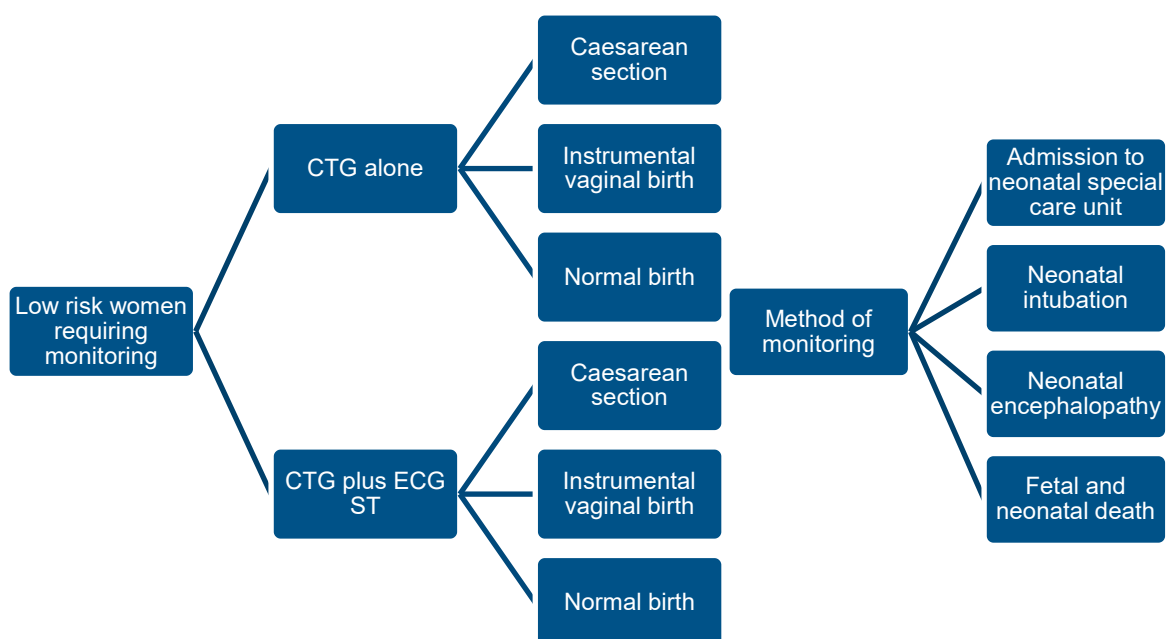 Low risk women
requiring
monitoring
CTG alone
CTG plus ECG
ST
Caesarean
section
Instrumental
vaginal birth
Normal birth
Caesarean
section
Instrumental
vaginal birth
Normal birth
Method of
monitoring
Admission to
neonatal special
care unit
Neonatal
intubation
Neonatal
encephalopathy
Fetal and
neonatal death